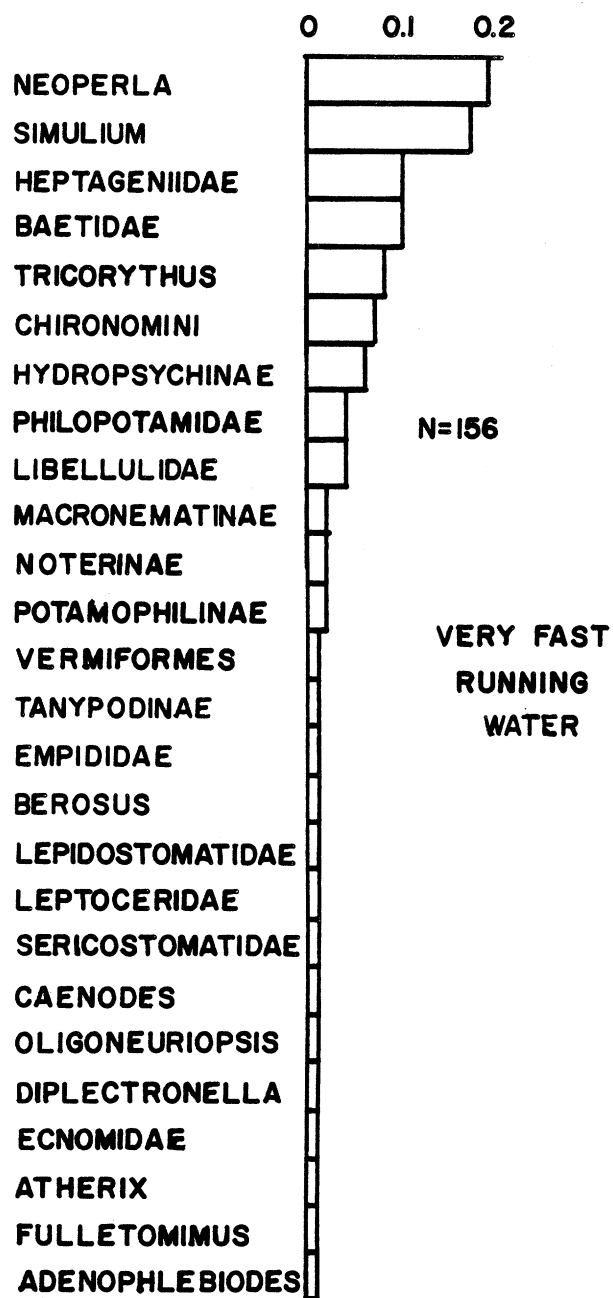 0 0.1 0.2
NEOPERLA
SIMULIUM
HEPTAGENIIDAE
BAETIDAE
TRICORYTHUS
CHIRONOMINI
HYDROPSYCHINAE
PHILOPOTAMIDAE
N=156
LIBELLULIDAE
MACRONEMATINAE
NOTERINAE
POTAMOPHILINAE
VERY FAST
RUNNING
WATER
VERMIFORMES
TANYPODINAE
EMPIDIDAE
BEROSUS
LEPIDOSTOMATIDAE
LEPTOCERIDAE
SERICOSTOMATIDAE
CAENODES
OLIGONEURIOPSIS
DIPLECTRONELLA
ECNOMIDAE
ATHERIX
FULLETOMIMUS
ADENOPHLEBIODES